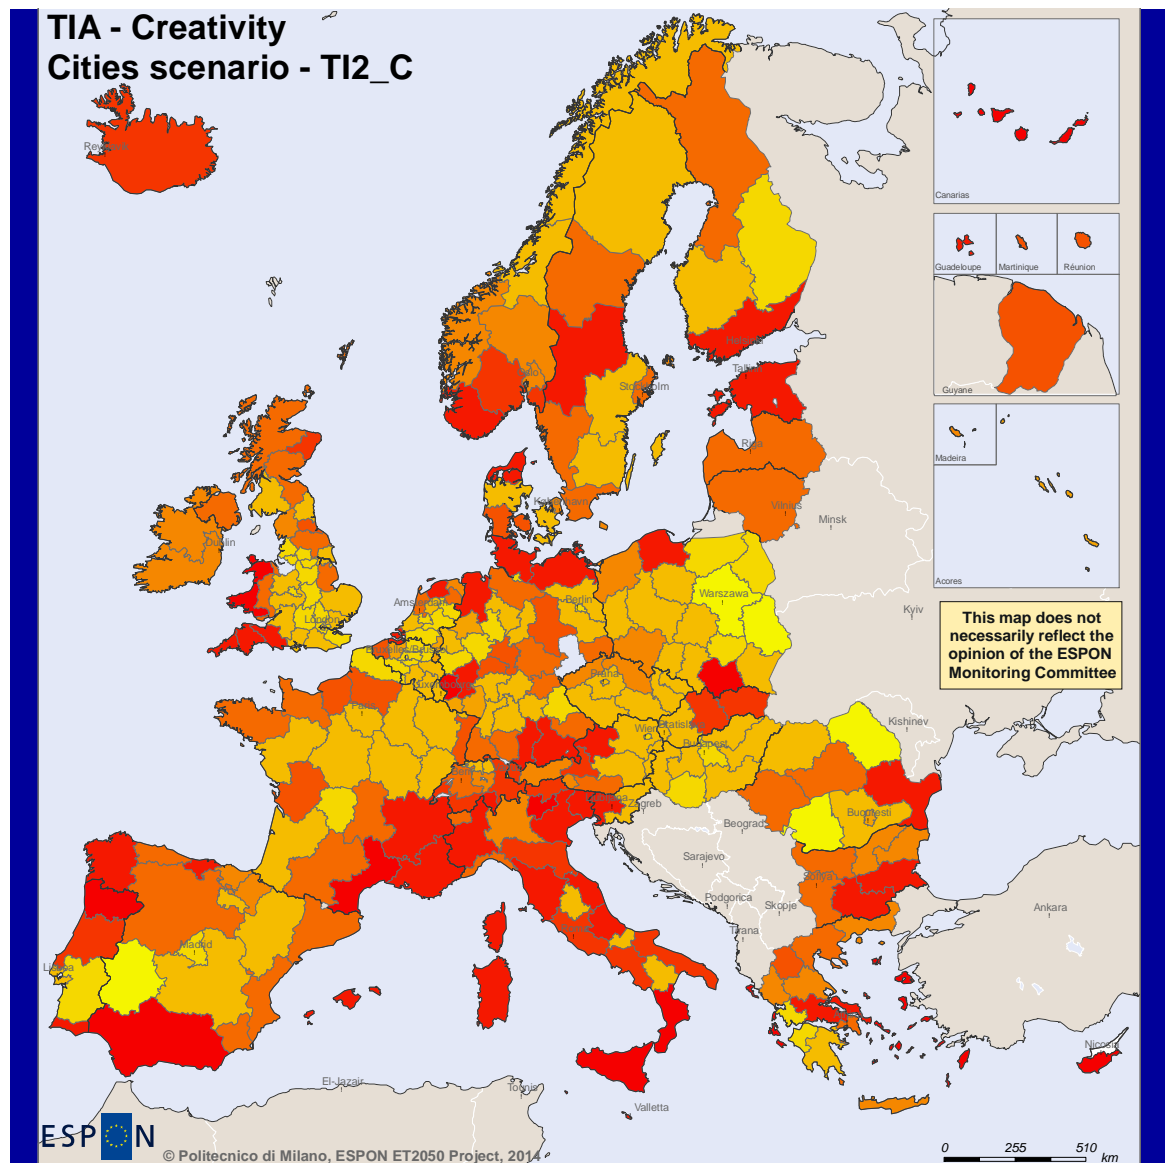 TIA - Creativity
Cities scenario - TI2_C
Canarias
Guadeloupe
Martinique
Réunion
Guyane
Madeira
Acores
Helsinki
Oslo
Stockholm
Riga
København
Vilnius
Minsk
Dublin
Amsterdam
Berlin
Warszawa
London
Kyiv
This map does not
necessarily reflect the
opinion of the ESPON
Monitoring Committee
Bruxelles/Brussel
Luxembourg
Praha
Paris
Kishinev
Wien
Bratislava
Budapest
Bern
Ljubljana
Zagreb
Beograd
Bucuresti
Sarajevo
Sofiya
Podgorica
Skopje
Ankara
Roma
Tirana
Madrid
Lisboa
Nicosia
El-Jazair
Tounis
Valletta
ESPON
© Politecnico di Milano, ESPON ET2050 Project, 2014
0 255 510
km